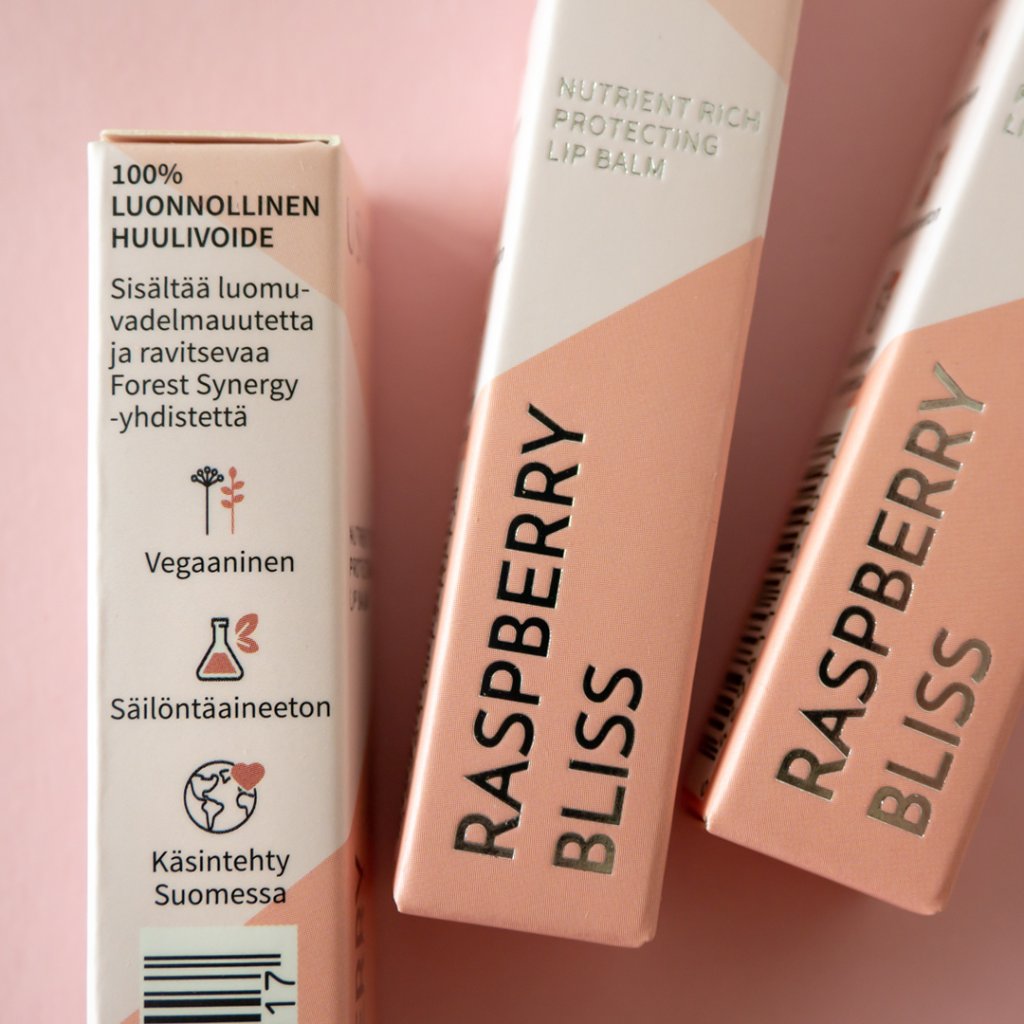 100%
LUONNOLLINEN
HUULIVOIDE
Sisältää luomu-
vadelmauutetta
ja ravitsevaa
Forest Synergy
-yhdistettä
Vegaaninen
Säilöntäaineeton
Käsintehty
Suomessa
17
NUTRIENT RICH
PROTECTING
LIP BALM
RASPBERRY
BLISS
RASPBERRY
BLISS